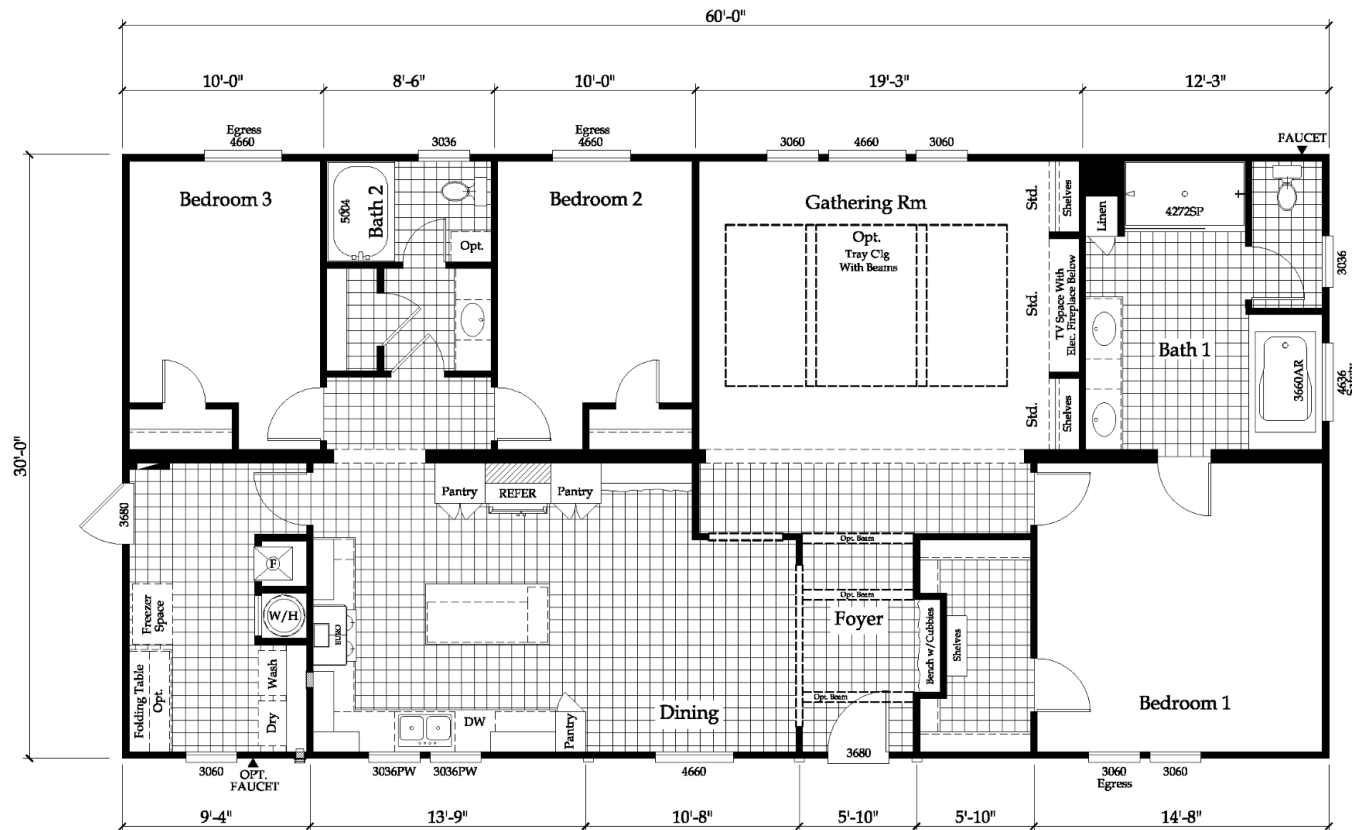 60'-0"
10'-0"
8'-6"
10'-0"
19'-3"
12'-3"
Egress
4660
3036
Egress
4660
3060
4660
3060
FAUCET
30'-0"
Bedroom 3
5004
Bath 2
Opt.
Bedroom 2
Gathering Rm
Opt.
Tray C'lg
With Beams
Std.
Shelves
Std.
TV Space With
Elec. Fireplace Below
Std.
Shelves
Linen
4272SP
3036
Bath 1
3660AR
4636
Safety
3680
Pantry
REFER
Pantry
F
W/H
Freezer
Space
Folding Table
Opt.
Wash
Dry
EURO
DW
Pantry
Dining
Opt. Beam
Opt. Beam
Foyer
Opt. Beam
Bench w/Cubbies
Shelves
Bedroom 1
3060
OPT.
FAUCET
3036PW
3036PW
4660
3680
3060
Egress
3060
9'-4"
13'-9"
10'-8"
5'-10"
5'-10"
14'-8"